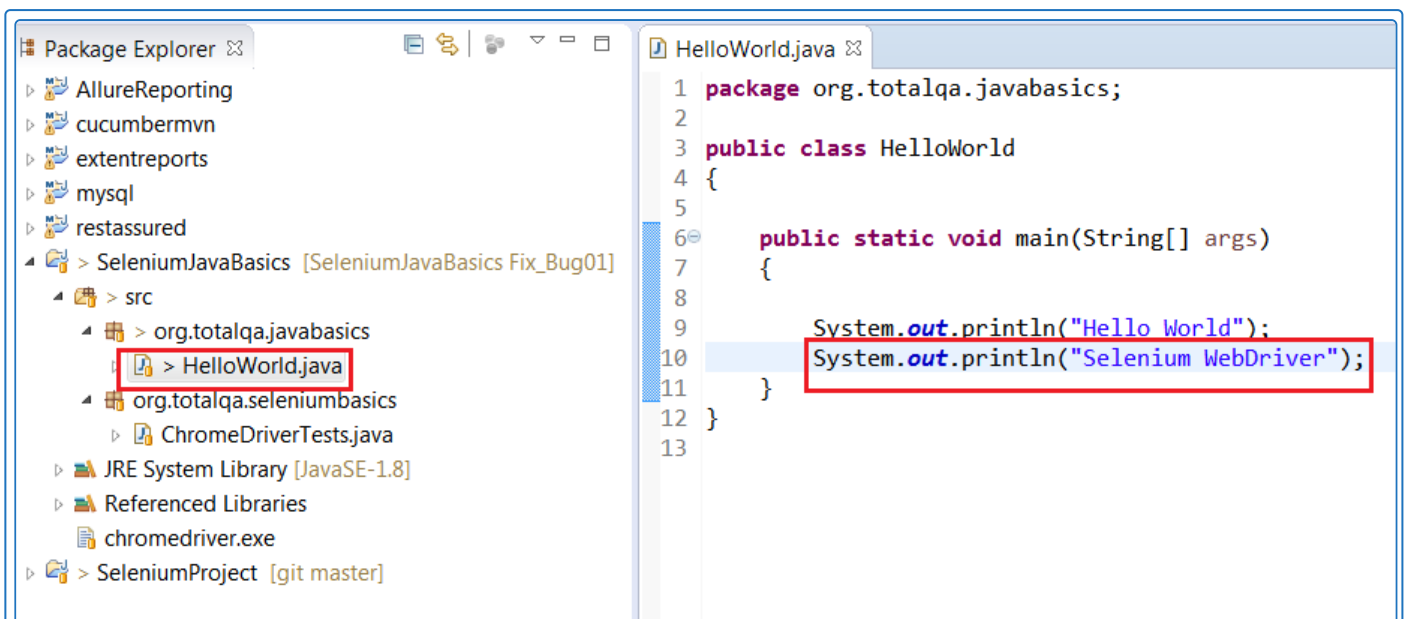 Package Explorer
AllureReporting
cucumbermvn
extentreports
mysql
restassured
> SeleniumJavaBasics [SeleniumJavaBasics Fix_Bug01]
> src
> org.totalqa.javabasics
> HelloWorld.java
org.totalqa.seleniumbasics
ChromeDriverTests.java
JRE System Library [JavaSE-1.8]
Referenced Libraries
chromedriver.exe
> SeleniumProject [git master]
HelloWorld.java
1 package org.totalqa.javabasics;
2
3 public class HelloWorld
4 {
5
6 public static void main(String[] args)
7 {
8
9 System.out.println("Hello World");
10 System.out.println("Selenium WebDriver");
11 }
12 }
13